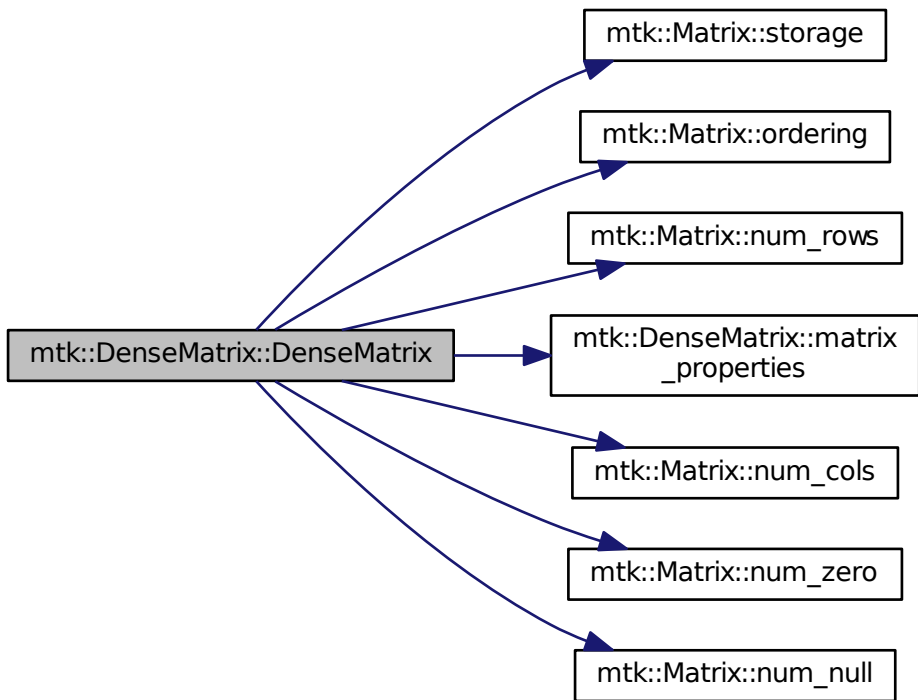 mtk::Matrix::storage
mtk::Matrix::ordering
mtk::Matrix::num_rows
mtk::DenseMatrix::DenseMatrix
mtk::DenseMatrix::matrix
_properties
mtk::Matrix::num_cols
mtk::Matrix::num_zero
mtk::Matrix::num_null